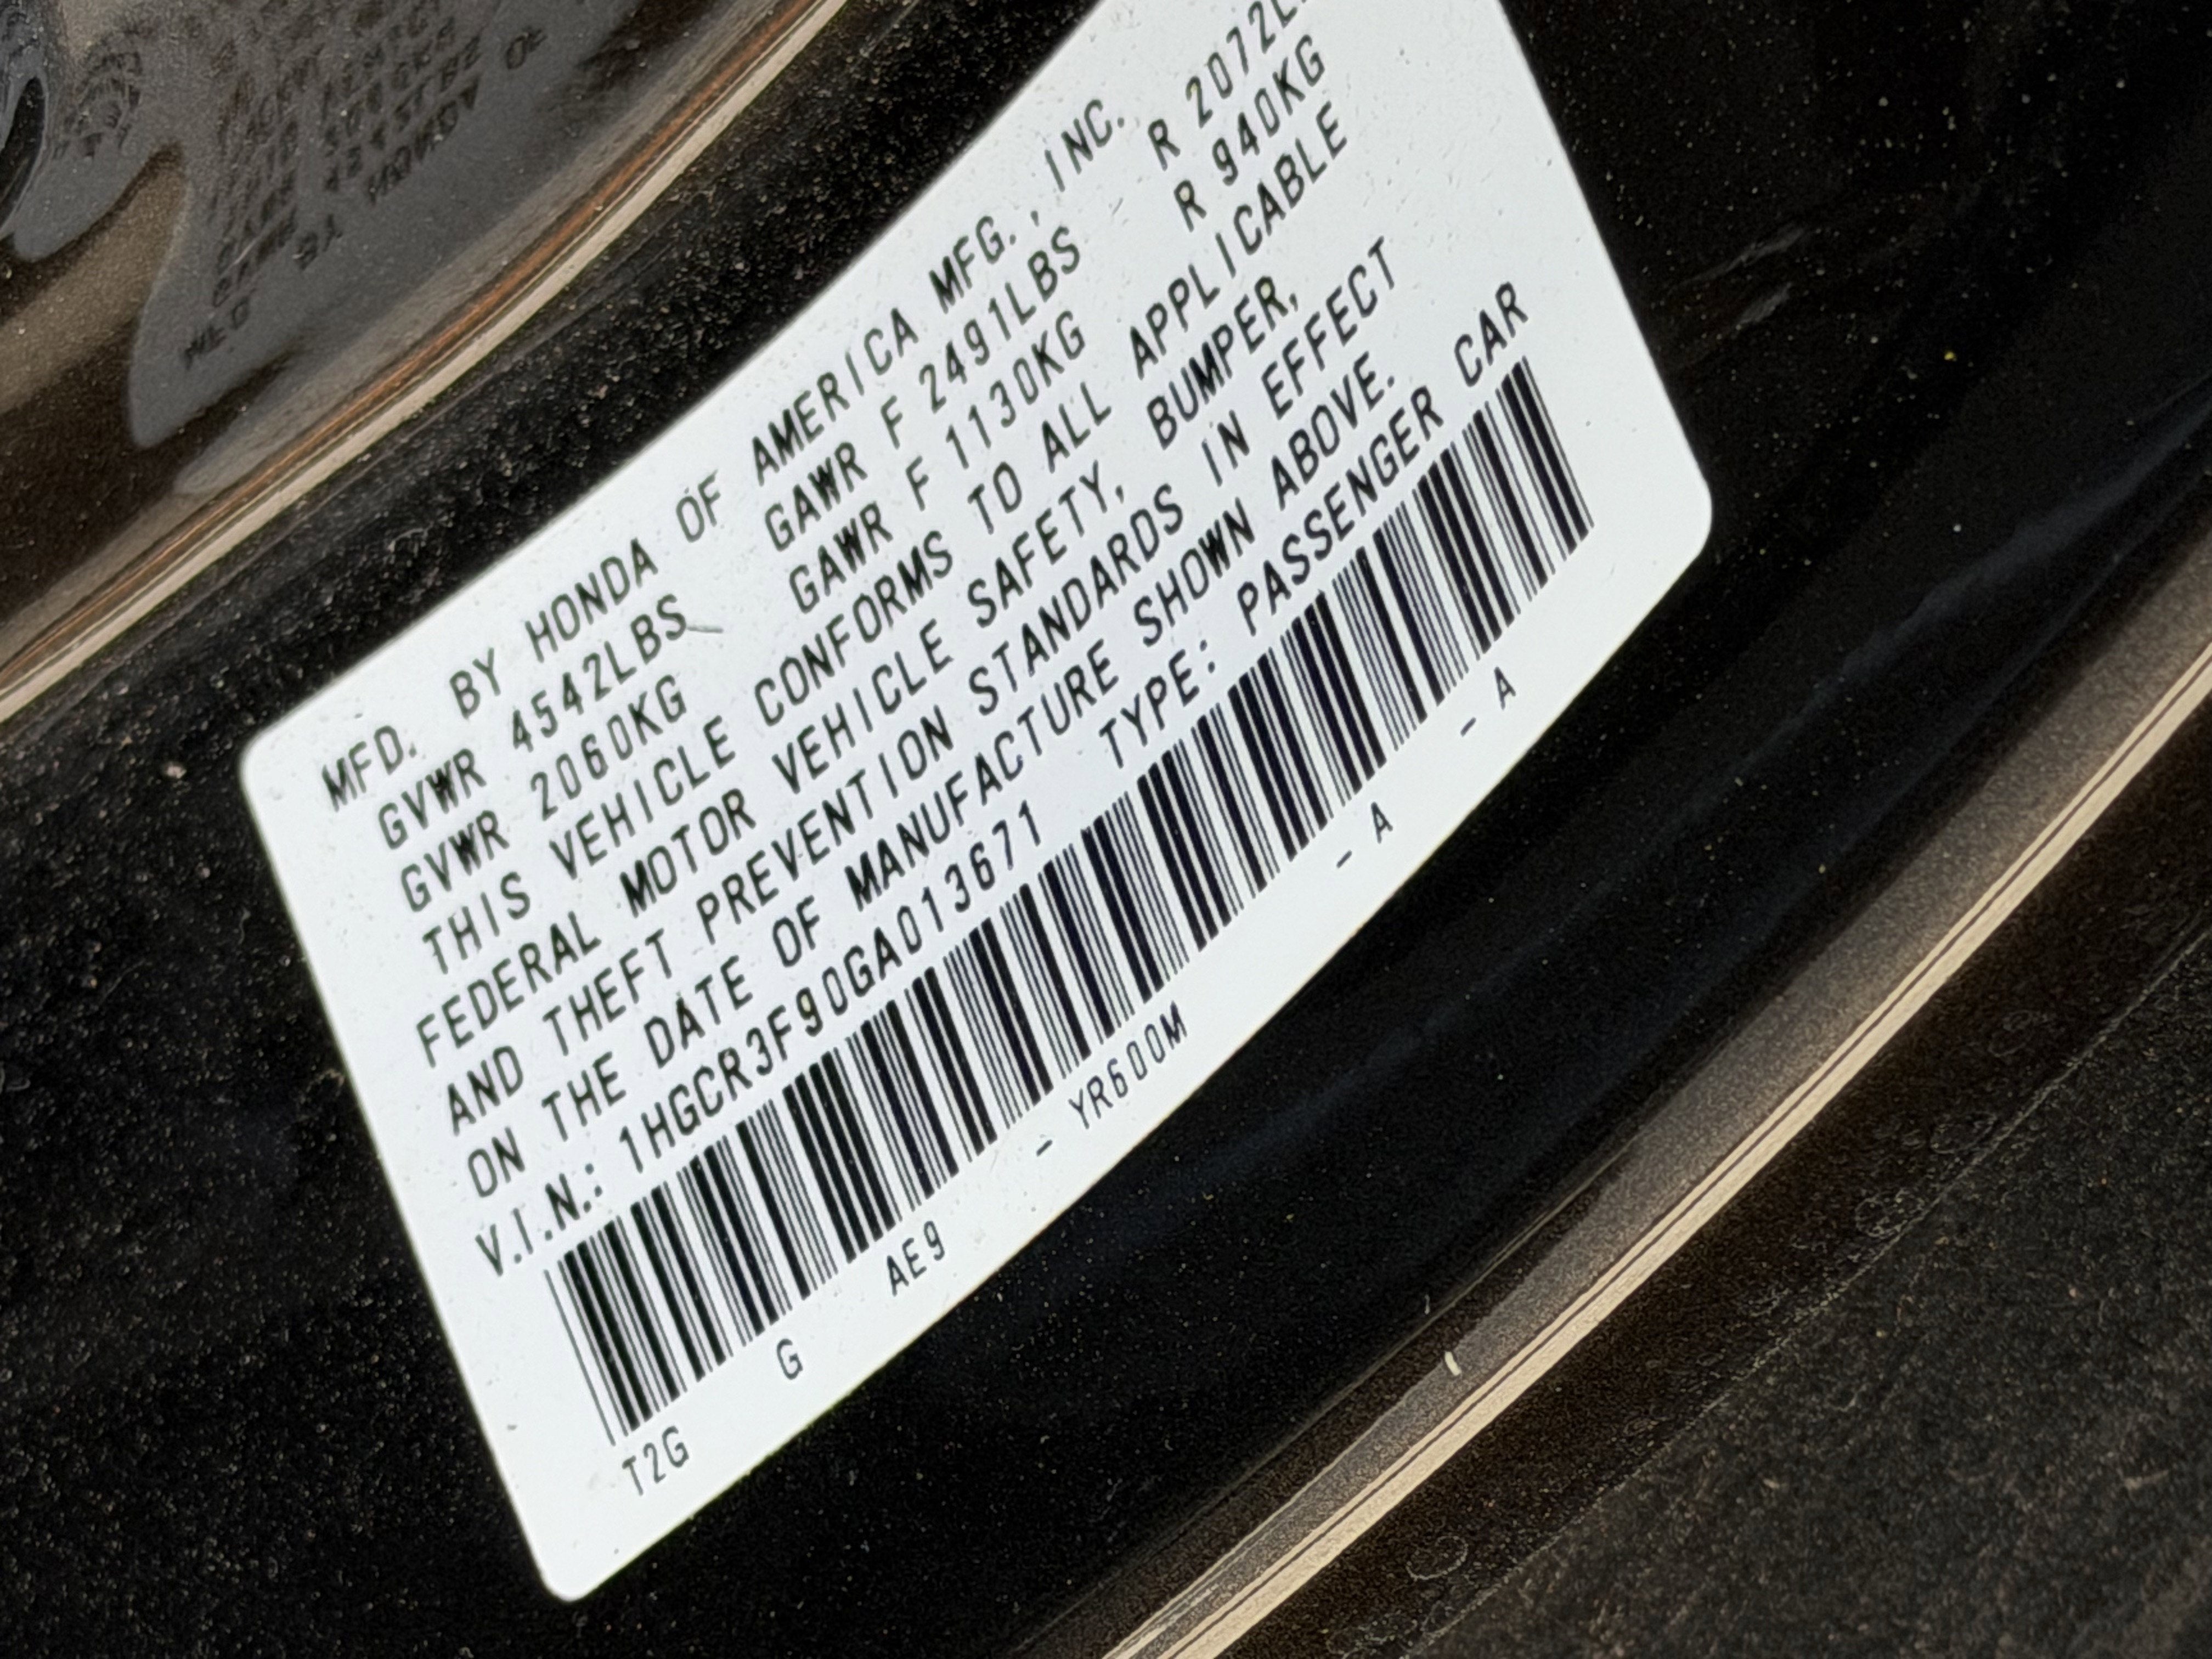 MFD. BY HONDA OF AMERICA MFG., INC.
GVWR 4542LBS GAWR F 2491LBS R 2072L
GVWR 2060KG GAWR F 1130KG R 940KG
THIS VEHICLE CONFORMS TO ALL APPLICABLE
FEDERAL MOTOR VEHICLE SAFETY, BUMPER,
AND THEFT PREVENTION STANDARDS IN EFFECT
ON THE DATE OF MANUFACTURE SHOWN ABOVE.
V.I.N.: 1HGCR3F90GA013671 TYPE: PASSENGER CAR
T2G G AE9 - YR600M - A - A